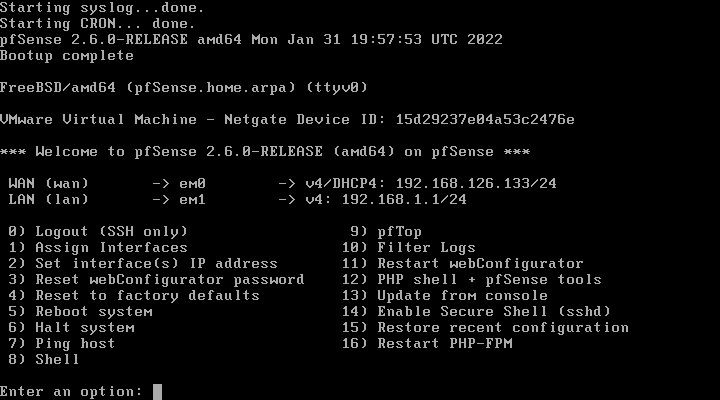 Starting syslog...done.
Starting CRON... done.
pfSense 2.6.0-RELEASE amd64 Mon Jan 31 19:57:53 UTC 2022
Bootup complete
FreeBSD/amd64 (pfSense.home.arpa) (ttyv0)
VMware Virtual Machine - Netgate Device ID: 15d29237e04a53c2476e
*** Welcome to pfSense 2.6.0-RELEASE (amd64) on pfSense ***
WAN (wan) -> em0 -> v4/DHCP4: 192.168.126.133/24
LAN (lan) -> em1 -> v4: 192.168.1.1/24
0) Logout (SSH only) 9) pfTop
1) Assign Interfaces 10) Filter Logs
2) Set interface(s) IP address 11) Restart webConfigurator
3) Reset webConfigurator password 12) PHP shell + pfSense tools
4) Reset to factory defaults 13) Update from console
5) Reboot system 14) Enable Secure Shell (sshd)
6) Halt system 15) Restore recent configuration
7) Ping host 16) Restart PHP-FPM
8) Shell
Enter an option: